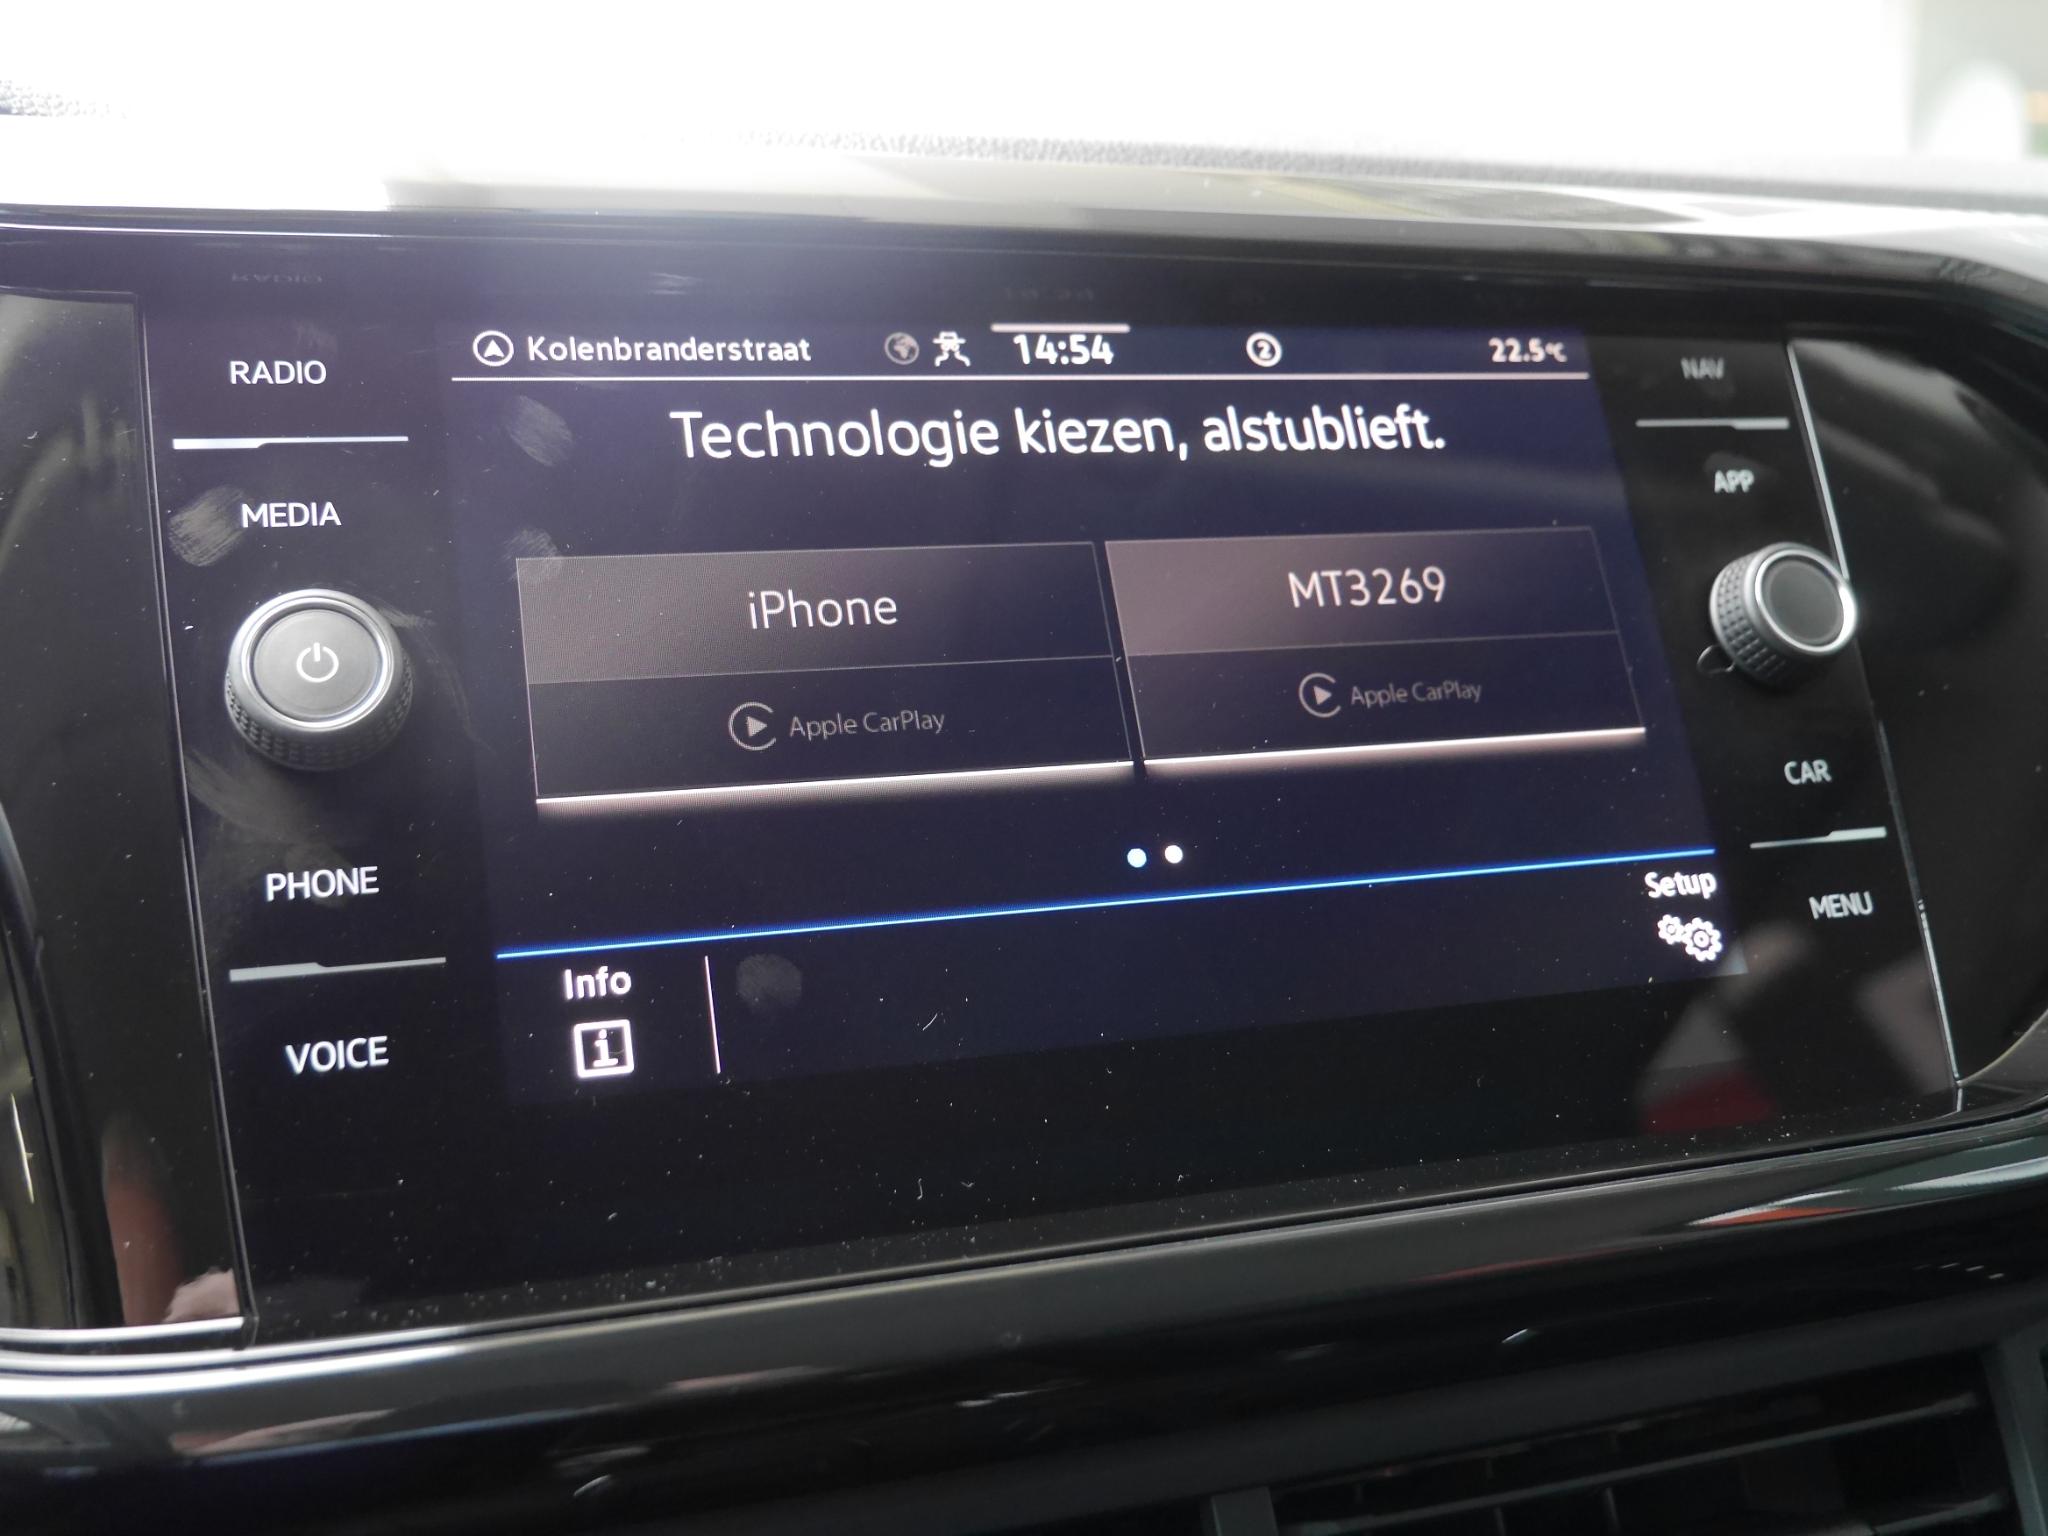 RADIO
MEDIA
PHONE
VOICE
Kolenbranderstraat
14:54
2
22.5°C
Technologie kiezen, alstublieft.
iPhone
Apple CarPlay
MT3269
Apple CarPlay
Info
i
Setup
NAV
APP
CAR
MENU